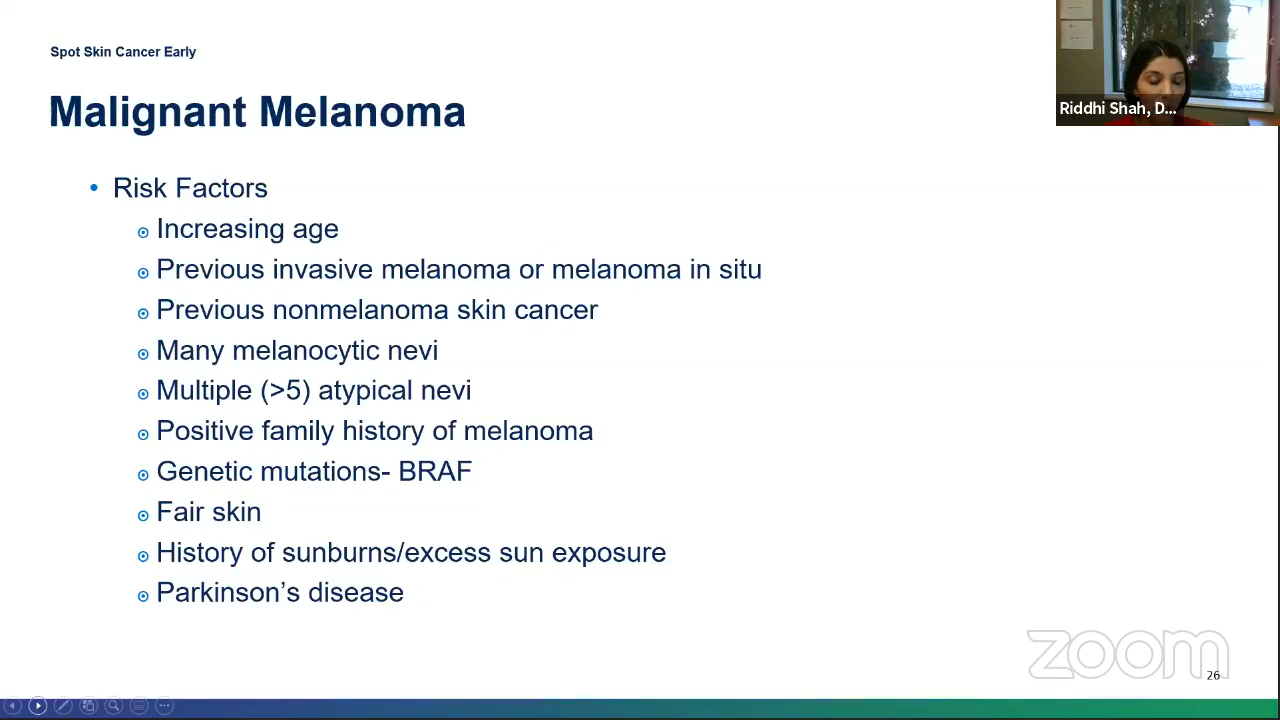 Spot Skin Cancer Early
Malignant Melanoma
Riddhi Shah, D...
• Risk Factors
Increasing age
Previous invasive melanoma or melanoma in situ
Previous nonmelanoma skin cancer
Many melanocytic nevi
Multiple (>5) atypical nevi
Positive family history of melanoma
Genetic mutations- BRAF
Fair skin
History of sunburns/excess sun exposure
Parkinson’s disease
zoom
26